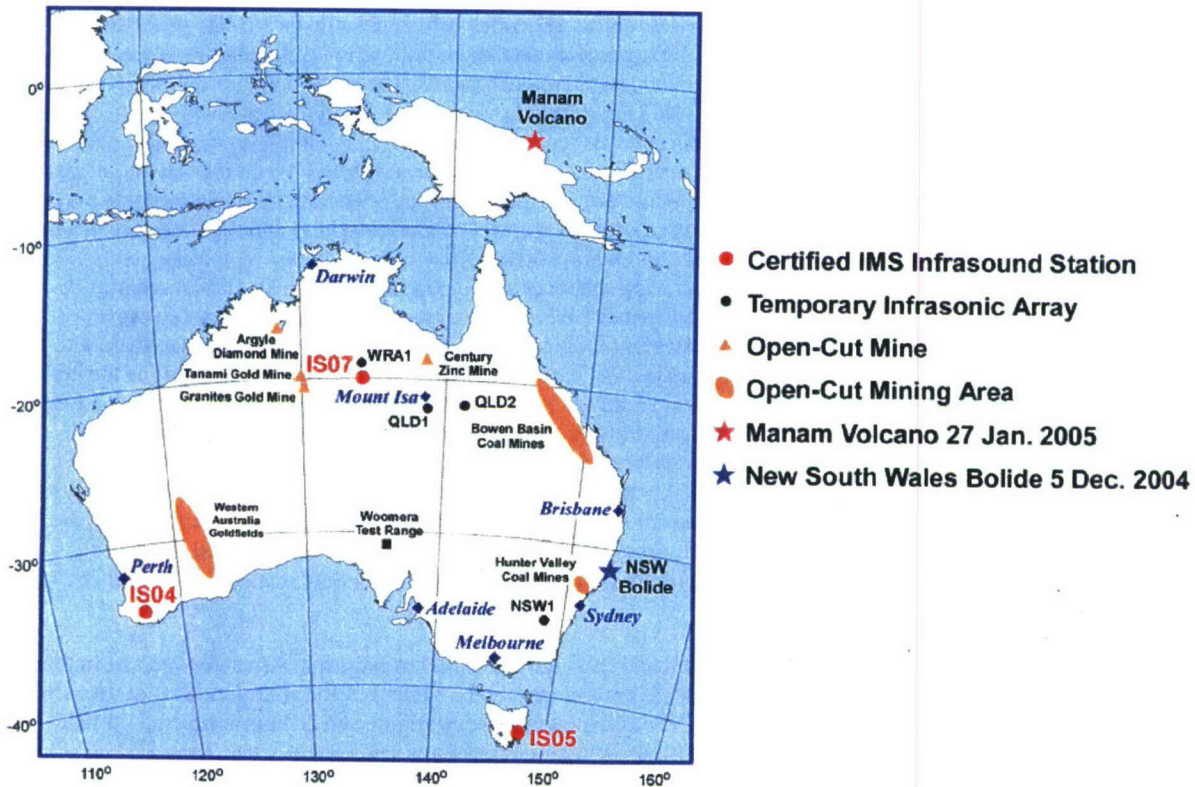 Manam
Volcano
0°
-10°
-20°
-30°
-40°
110°
120°
130°
140°
150°
160°
Darwin
Argyle
Diamond Mine
IS07
WRA1
Century
Zinc Mine
Tanami Gold Mine
Granites Gold Mine
Mount Isa
QLD1
QLD2
Bowen Basin
Coal Mines
Western
Australia
Goldfields
Woomera
Test Range
Brisbane
Hunter Valley
Coal Mines
NSW
Bolide
Perth
IS04
Adelaide
NSW1
Sydney
Melbourne
IS05
Certified IMS Infrasound Station
Temporary Infrasonic Array
Open-Cut Mine
Open-Cut Mining Area
Manam Volcano 27 Jan. 2005
New South Wales Bolide 5 Dec. 2004